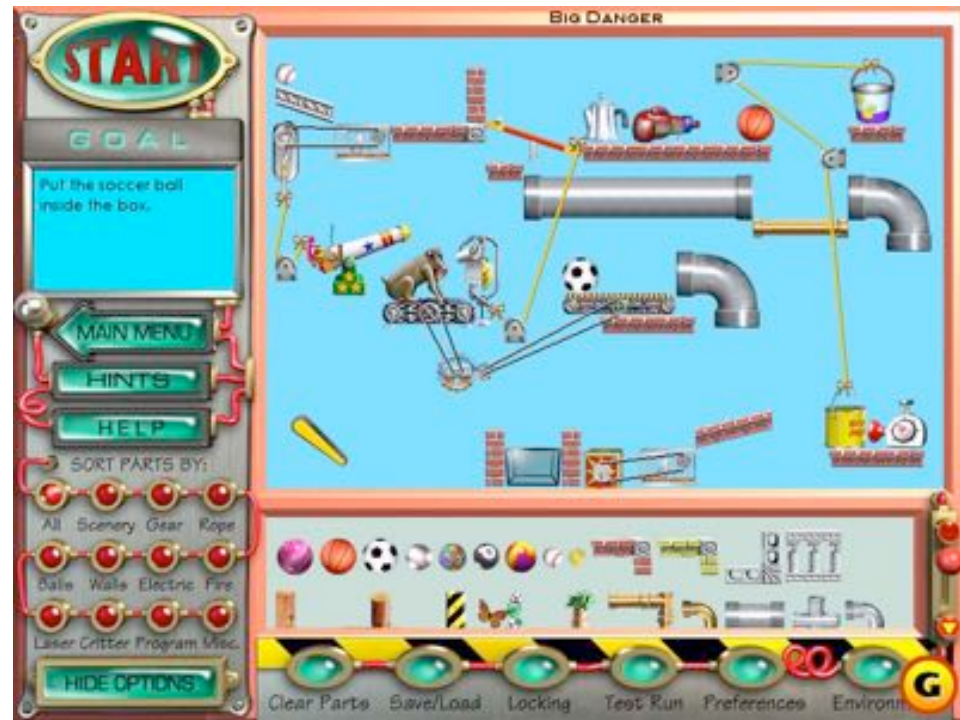 BIG DANGER
START
GOAL
Put the soccer ball
inside the box.
MAIN MENU
HINTS
HELP
SORT PARTS BY:
All Scenery Gear Rope
Balls Walls Electric Fire
Laser Critter Program Misc.
HIDE OPTIONS
Clear Parts Save/Load Locking Test Run Preferences Environm
G